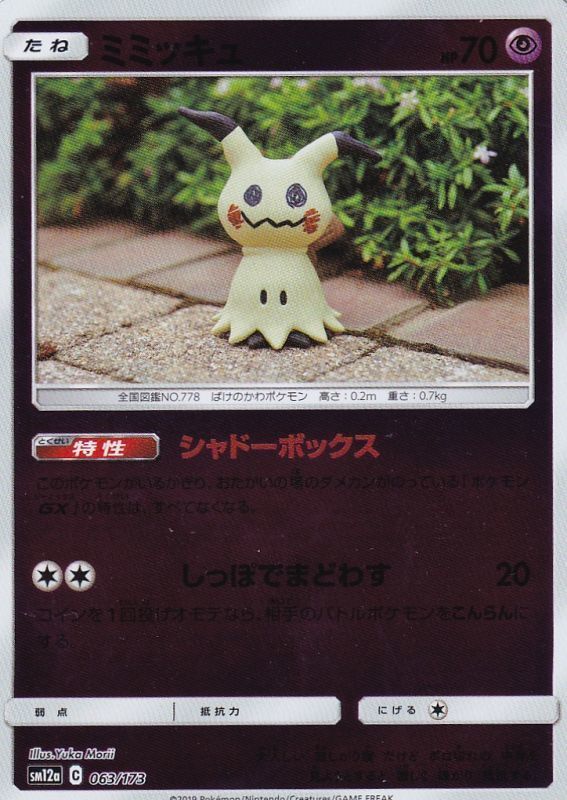 たね ミミッキュ HP70
全国図鑑NO.778 ばけのかわポケモン 高さ:0.2m 重さ:0.7kg
とくせい
特性 シャドーボックス
このポケモンがいるかぎり、おたがいの場のダメカンがのっている「ポケモン
GX」の特性は、すべてなくなる。
しっぽでまどわす 20
コインを1回投げオモテなら、相手のバトルポケモンをこんらんに
する。
弱点 抵抗力 にげる
Illus.Yuka Morii
sm12a C 063/173
©2019 Pokémon/Nintendo/Creatures/GAME FREAK